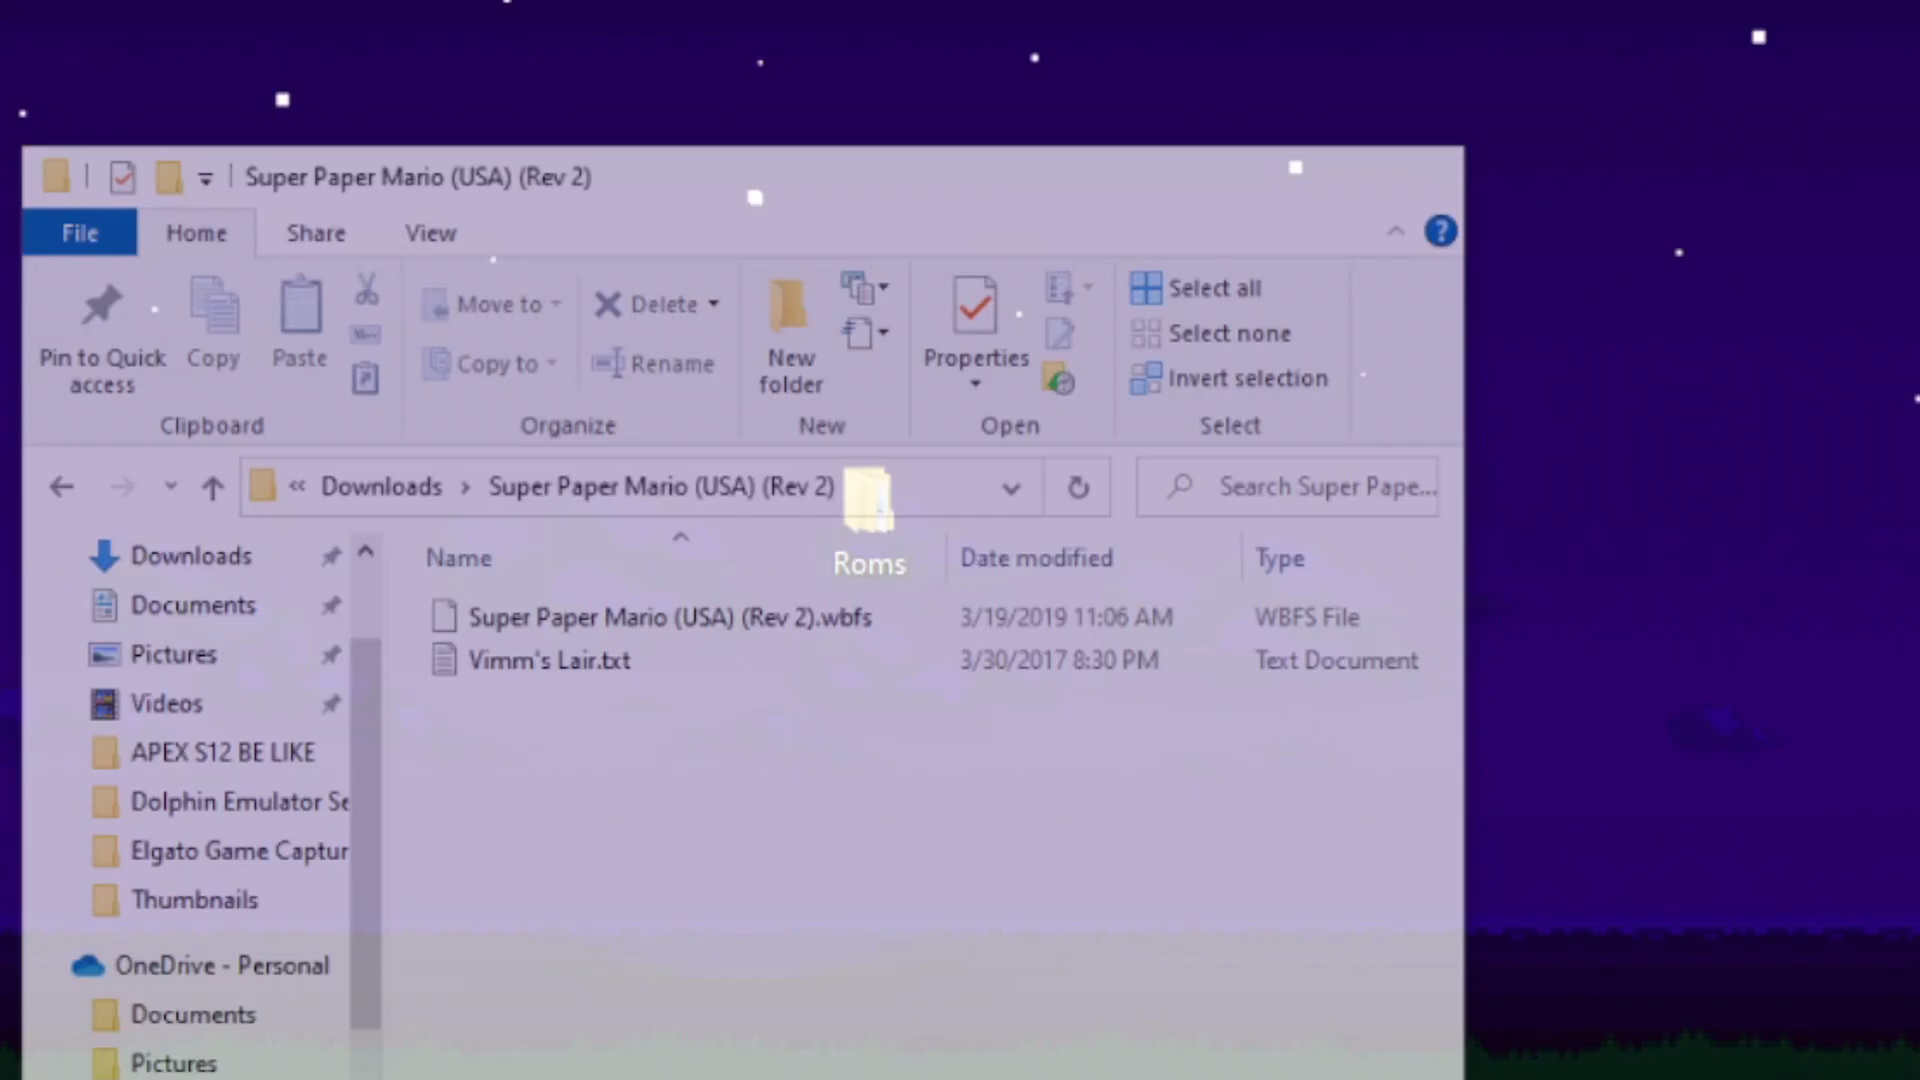 Super Paper Mario (USA) (Rev 2)
File Home Share View
Pin to Quick access
Copy
Paste
Move to
Copy to
Delete
Rename
New folder
Properties
Select all
Select none
Invert selection
Clipboard Organize New Open Select
Downloads Super Paper Mario (USA) (Rev 2)
Search Super Pape...
Roms
Name Date modified Type
Super Paper Mario (USA) (Rev 2).wbfs 3/19/2019 11:06 AM WBFS File
Vimm's Lair.txt 3/30/2017 8:30 PM Text Document
Downloads
Documents
Pictures
Videos
APEX S12 BE LIKE
Dolphin Emulator Se
Elgato Game Captur
Thumbnails
OneDrive - Personal
Documents
Pictures